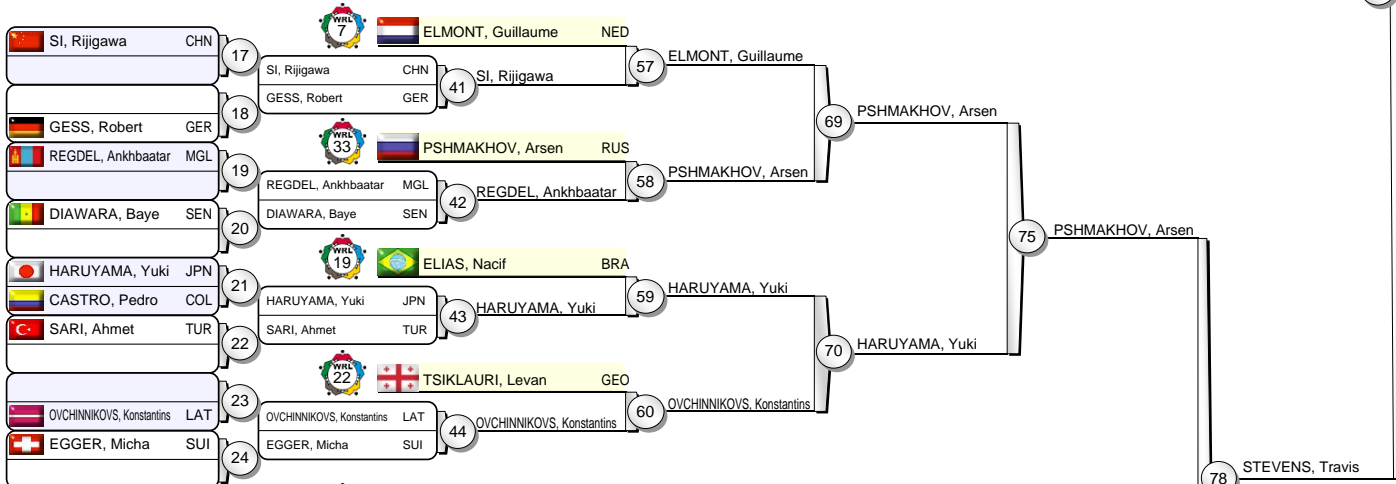 SI, Rijigawa CHN
17
18
GESS, Robert GER
REGDEL, Ankhbaatar MGL
19
DIAWARA, Baye SEN
20
HARUYAMA, Yuki JPN
21
CASTRO, Pedro COL
SARI, Ahmet TUR
22
23
OVCHINNIKOVS, Konstantins LAT
EGGER, Micha SUI
24
WRL
7
ELMONT, Guillaume NED
SI, Rijigawa CHN
GESS, Robert GER
41
SI, Rijigawa
57
WRL
33
PSHMAKHOV, Arsen RUS
REGDEL, Ankhbaatar MGL
DIAWARA, Baye SEN
42
REGDEL, Ankhbaatar
58
WRL
19
ELIAS, Nacif BRA
HARUYAMA, Yuki JPN
SARI, Ahmet TUR
43
HARUYAMA, Yuki
59
WRL
22
TSIKLAURI, Levan GEO
OVCHINNIKOVS, Konstantins LAT
EGGER, Micha SUI
44
OVCHINNIKOVS, Konstantins
60
ELMONT, Guillaume
69
PSHMAKHOV, Arsen
HARUYAMA, Yuki
70
OVCHINNIKOVS, Konstantins
PSHMAKHOV, Arsen
75
HARUYAMA, Yuki
PSHMAKHOV, Arsen
78
STEVENS, Travis